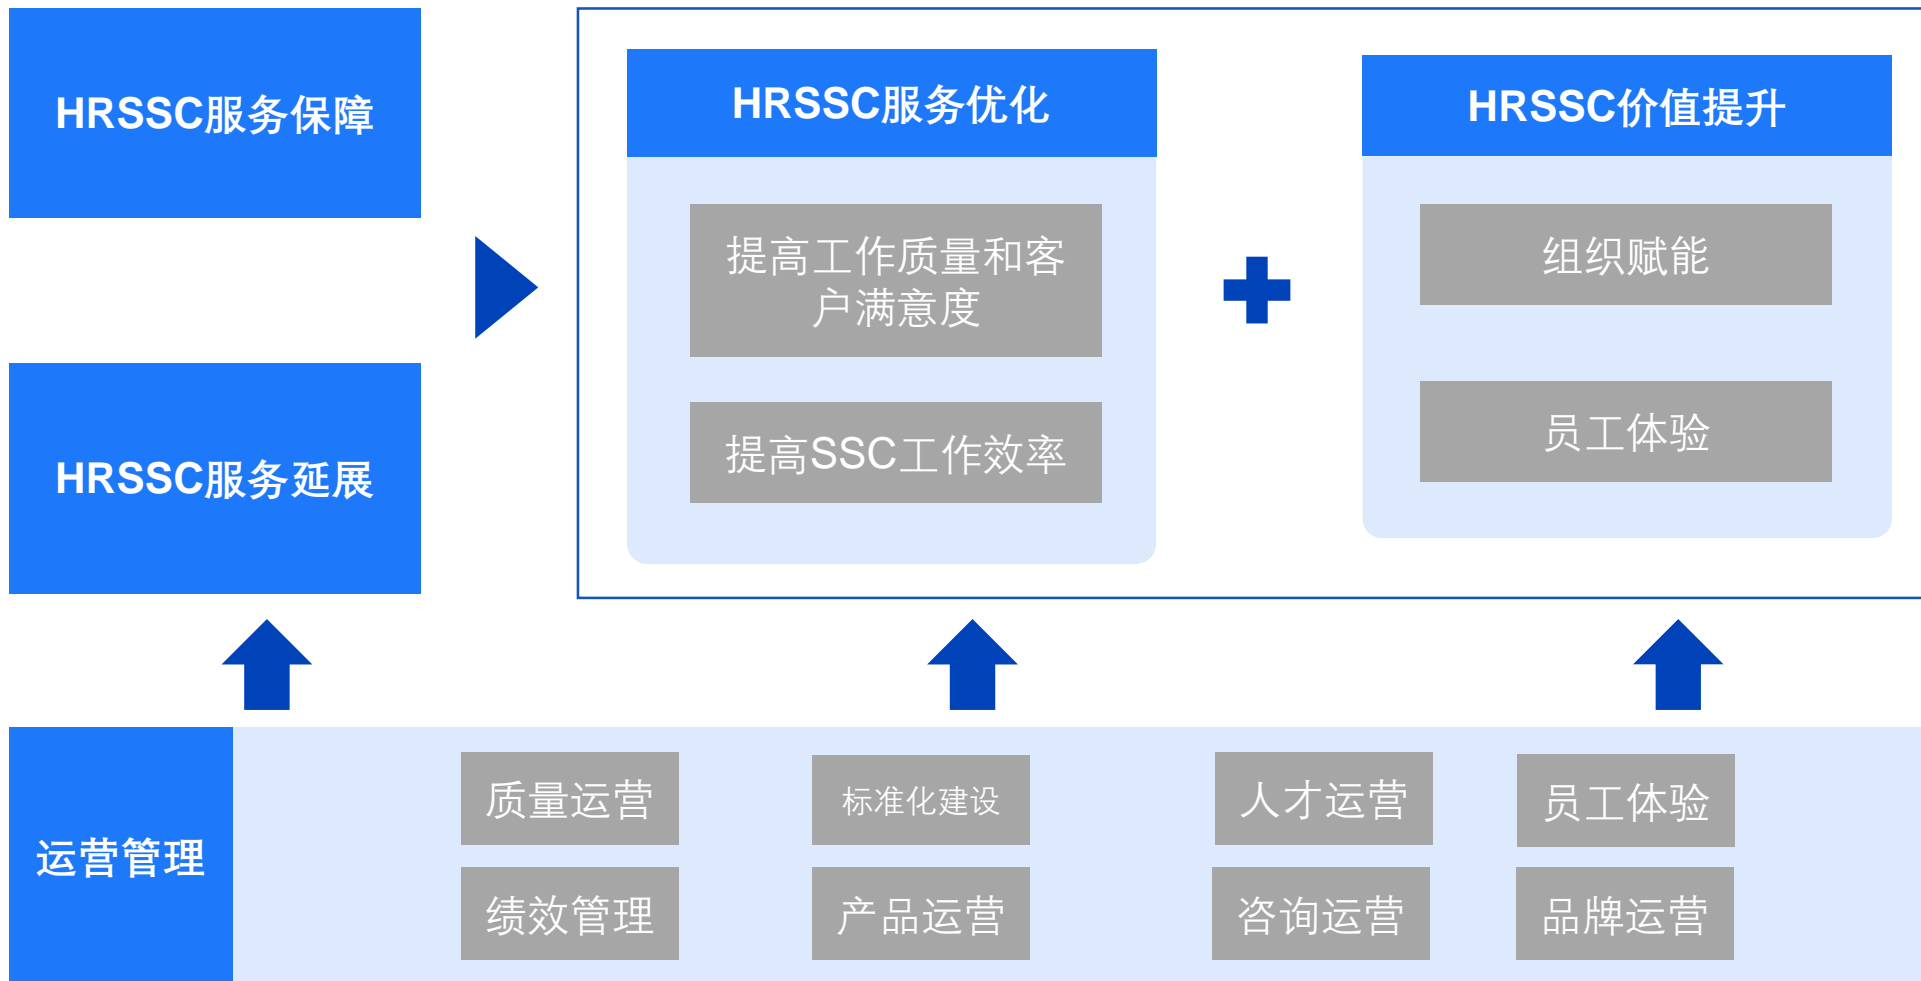 HRSSC服务保障
HRSSC服务延展
HRSSC服务优化
提高工作质量和客
户满意度
提高SSC工作效率
HRSSC价值提升
组织赋能
员工体验
运营管理
质量运营
标准化建设
人才运营
员工体验
绩效管理
产品运营
咨询运营
品牌运营